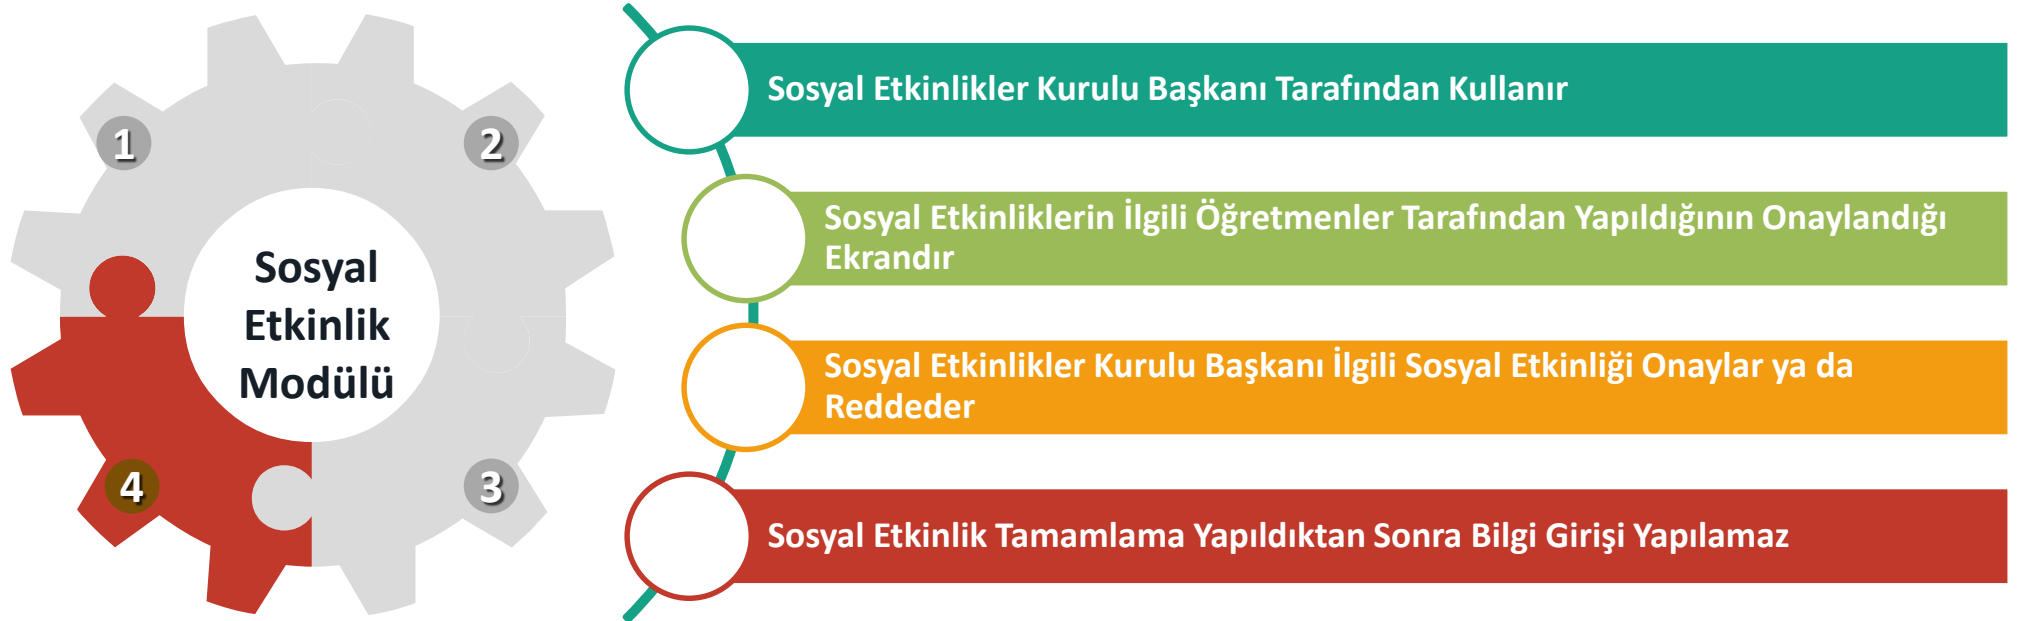 1
2
Sosyal
Etkinlik
Modülü
4
3
Sosyal Etkinlikler Kurulu Başkanı Tarafından Kullanır
Sosyal Etkinliklerin İlgili Öğretmenler Tarafından Yapıldığının Onaylandığı
Ekrandır
Sosyal Etkinlikler Kurulu Başkanı İlgili Sosyal Etkinliği Onaylar ya da
Reddeder
Sosyal Etkinlik Tamamlama Yapıldıktan Sonra Bilgi Girişi Yapılamaz